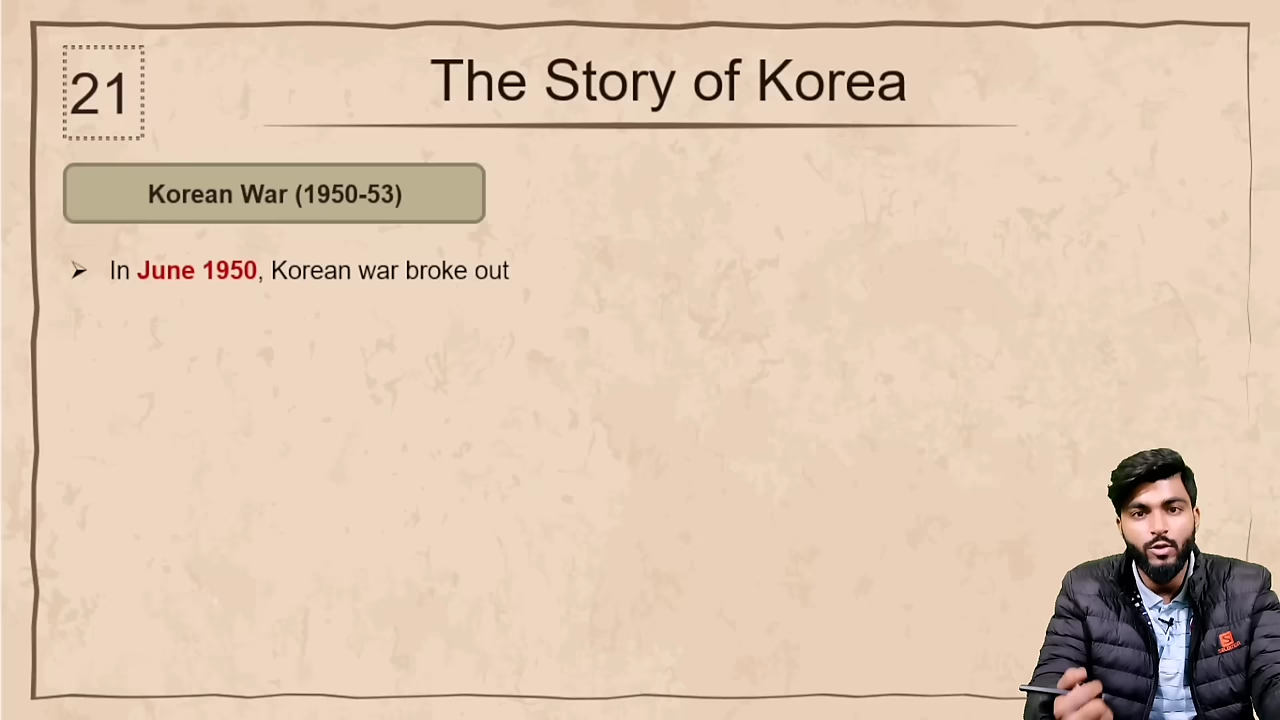 21
The Story of Korea
Korean War (1950-53)
➢ In June 1950, Korean war broke out